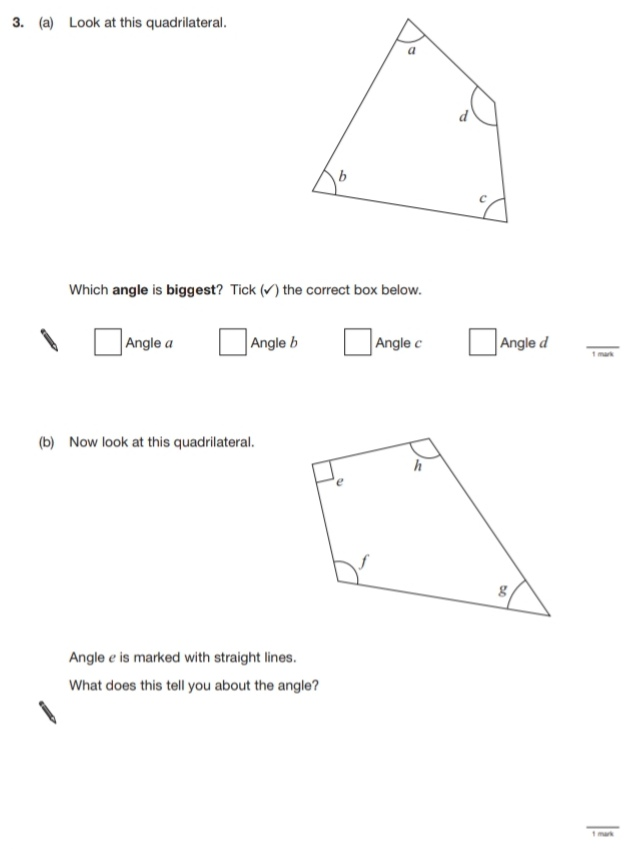 3. (a) Look at this quadrilateral.
a
d
b
c
Which angle is biggest? Tick (✓) the correct box below.
Angle a Angle b Angle c Angle d
1 mark
(b) Now look at this quadrilateral.
h
e
f
g
Angle e is marked with straight lines.
What does this tell you about the angle?
1 mark